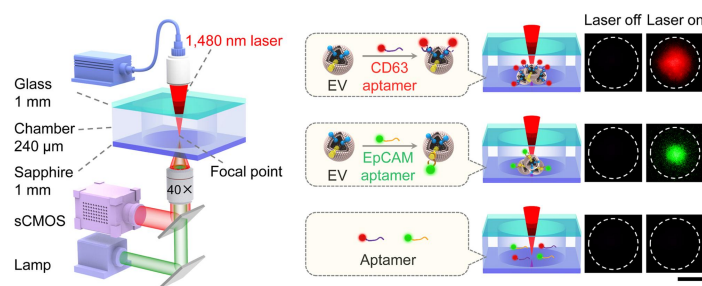 1,480 nm laser
Glass
1 mm
Chamber
240 μm
Sapphire
1 mm
Focal point
40×
sCMOS
Lamp
Laser off Laser on
EV
CD63
aptamer
EV
EpCAM
aptamer
Aptamer